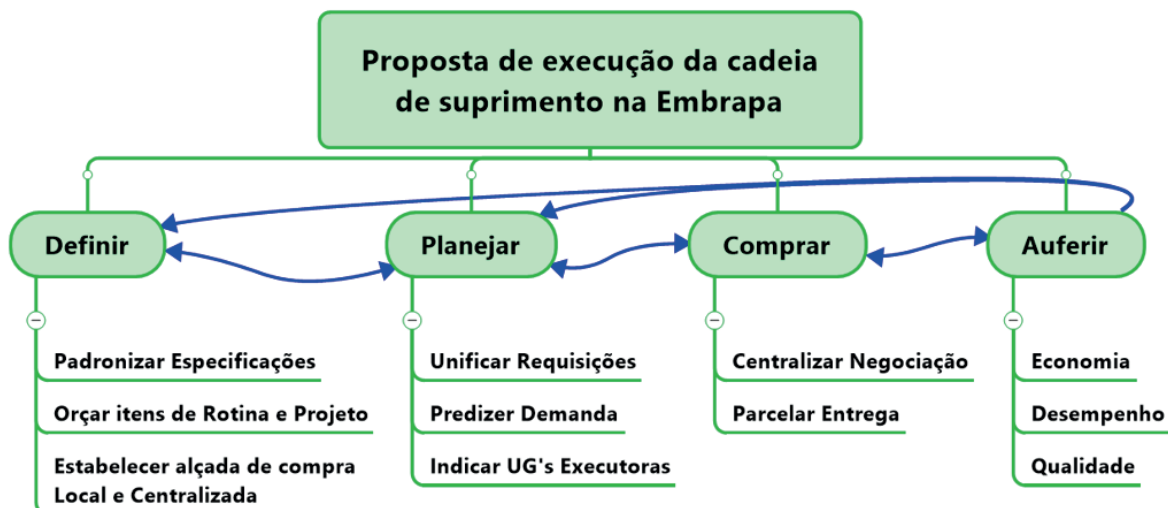 Proposta de execução da cadeia
de suprimento na Embrapa
Definir
Planejar
Comprar
Auferir
Padronizar Especificações
Orçar itens de Rotina e Projeto
Estabelecer alçada de compra
Local e Centralizada
Unificar Requisições
Predizer Demanda
Indicar UG's Executoras
Centralizar Negociação
Parcelar Entrega
Economia
Desempenho
Qualidade